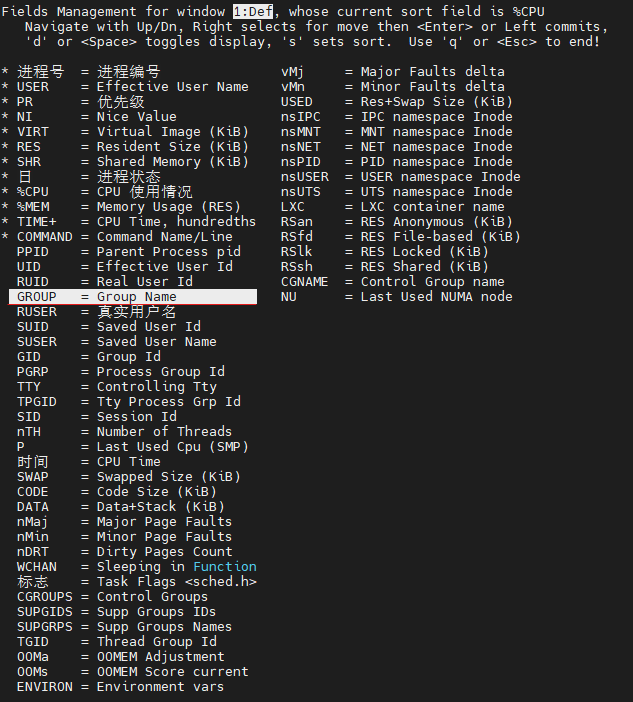 Fields Management for window 1:Def, whose current sort field is %CPU
   Navigate with Up/Dn, Right selects for move then <Enter> or Left commits,
   'd' or <Space> toggles display, 's' sets sort.  Use 'q' or <Esc> to end!
* 进程号  = 进程编号               vMj     = Major Faults delta
* USER    = Effective User Name    vMn     = Minor Faults delta
* PR      = 优先级                 USED    = Res+Swap Size (KiB)
* NI      = Nice Value             nsIPC   = IPC namespace Inode
* VIRT    = Virtual Image (KiB)    nsMNT   = MNT namespace Inode
* RES     = Resident Size (KiB)    nsNET   = NET namespace Inode
* SHR     = Shared Memory (KiB)    nsPID   = PID namespace Inode
* 日      = 进程状态               nsUSER  = USER namespace Inode
* %CPU    = CPU 使用情况           nsUTS   = UTS namespace Inode
* %MEM    = Memory Usage (RES)     LXC     = LXC container name
* TIME+   = CPU Time, hundredths   RSan    = RES Anonymous (KiB)
* COMMAND = Command Name/Line      RSfd    = RES File-based (KiB)
  PPID    = Parent Process pid     RSlk    = RES Locked (KiB)
  UID     = Effective User Id      RSsh    = RES Shared (KiB)
  RUID    = Real User Id           CGNAME  = Control Group name
  GROUP   = Group Name             NU      = Last Used NUMA node
  RUSER   = 真实用户名
  SUID    = Saved User Id
  SUSER   = Saved User Name
  GID     = Group Id
  PGRP    = Process Group Id
  TTY     = Controlling Tty
  TPGID   = Tty Process Grp Id
  SID     = Session Id
  nTH     = Number of Threads
  P       = Last Used Cpu (SMP)
  时间    = CPU Time
  SWAP    = Swapped Size (KiB)
  CODE    = Code Size (KiB)
  DATA    = Data+Stack (KiB)
  nMaj    = Major Page Faults
  nMin    = Minor Page Faults
  nDRT    = Dirty Pages Count
  WCHAN   = Sleeping in Function
  标志    = Task Flags <sched.h>
  CGROUPS = Control Groups
  SUPGIDS = Supp Groups IDs
  SUPGRPS = Supp Groups Names
  TGID    = Thread Group Id
  OOMa    = OOMEM Adjustment
  OOMs    = OOMEM Score current
  ENVIRON = Environment vars